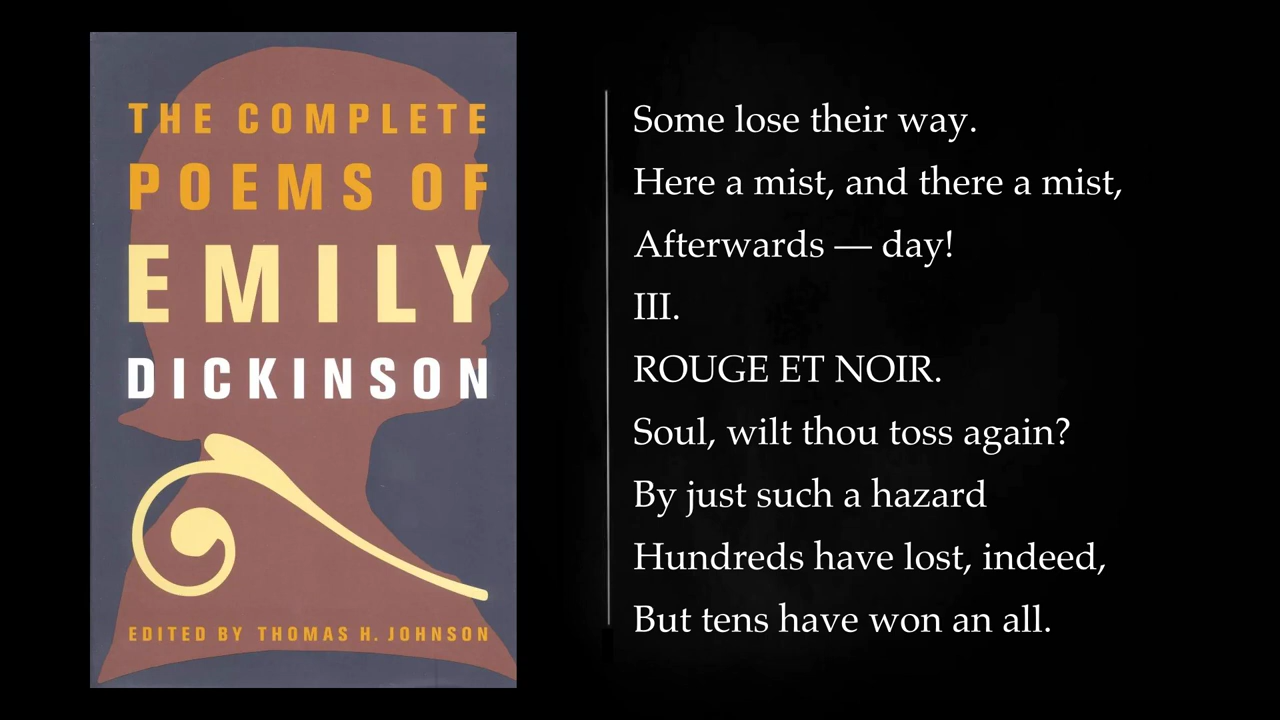 THE COMPLETE
POEMS OF
EMILY
DICKINSON
EDITED BY THOMAS H. JOHNSON
Some lose their way.
Here a mist, and there a mist,
Afterwards — day!
III.
ROUGE ET NOIR.
Soul, wilt thou toss again?
By just such a hazard
Hundreds have lost, indeed,
But tens have won an all.